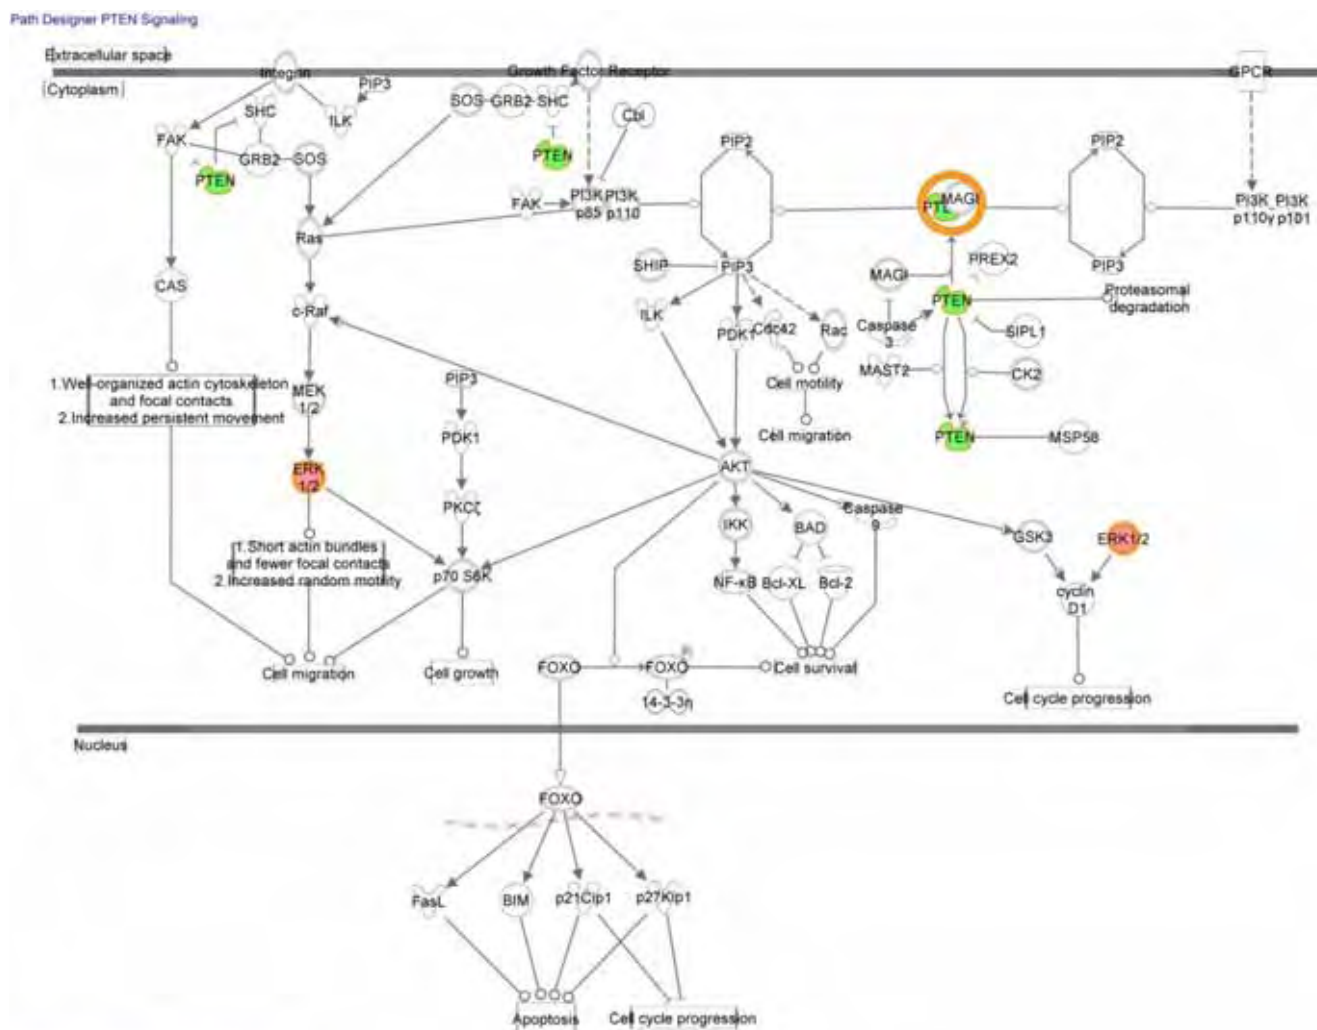 Path Designer PTEN Signaling
Extracellular space
Integrin
Growth Factor Receptor
GPCR
Cytoplasm
PIP3
SHC
ILK
FAK
GRB2
SOS
PTEN
SOS
GRB2
SHC
Cbl
PTEN
FAK
PI3K
p85
PI3K
p110
PIP2
PIP3
MAGI
PIP2
PIP3
PI3K
p110γ
PI3K
p101
Ras
CAS
c-Raf
SHIP
ILK
PDK1
Cdc42
Rac
MAGI
PREX2
PTEN
Proteasomal
degradation
Caspase
3
SIPL1
MAST2
CK2
PTEN
MSP58
Cell motility
Cell migration
1.Well-organized actin cytoskeleton
and focal contacts
2.Increased persistent movement
MEK
1/2
PIP3
PDK1
ERK
1/2
PKCζ
AKT
1.Short actin bundles
and fewer focal contacts
2.Increased random motility
p70 S6K
IKK
BAD
Caspase
9
GSK3
ERK1/2
NF-κB
Bcl-XL
Bcl-2
cyclin
D1
Cell migration
Cell growth
FOXO
FOXO
14-3-3η
Cell survival
Cell cycle progression
Nucleus
FOXO
FasL
BIM
p21Cip1
p27Kip1
Apoptosis
Cell cycle progression